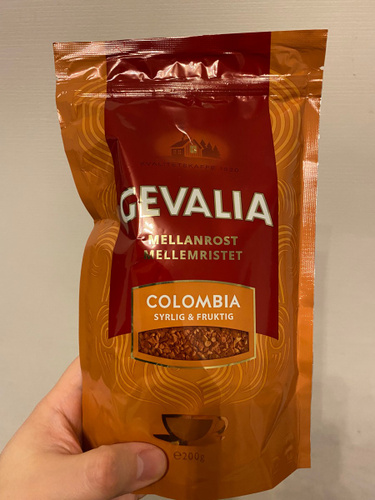 GEVALIA
MELLANROST
MELLEMRISTET
COLOMBIA
SYRLIG & FRUKTIG
℮200g